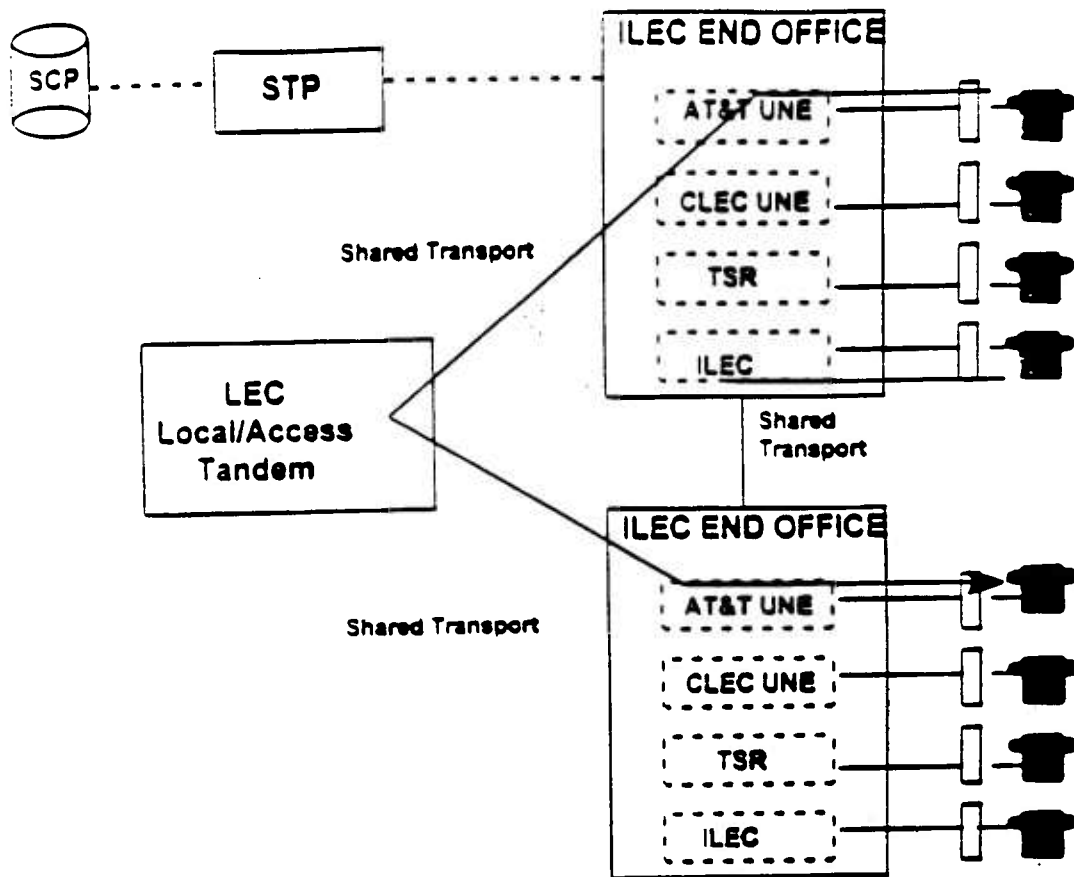 ILEC END OFFICE
SCP
STP
AT&T UNE
CLEC UNE
TSR
ILEC
Shared Transport
LEC
Local/Access
Tandem
Shared
Transport
ILEC END OFFICE
AT&T UNE
CLEC UNE
TSR
ILEC
Shared Transport